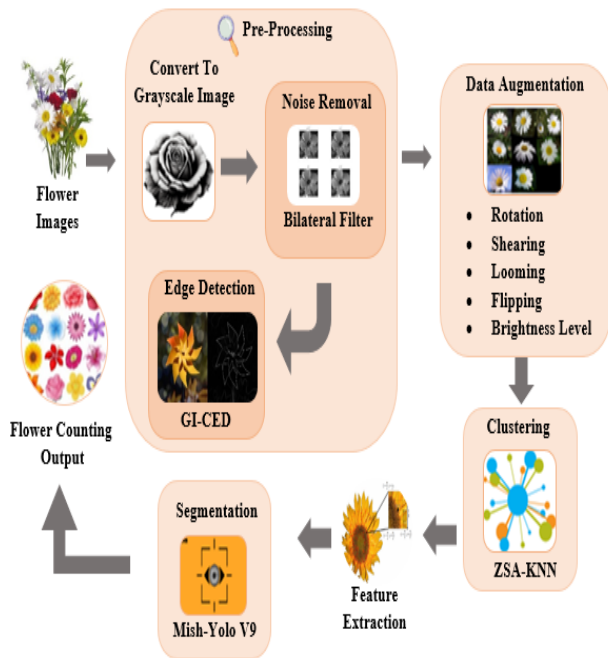 Pre-Processing
Convert To
Grayscale Image
Noise Removal
Bilateral Filter
Flower
Images
Data Augmentation
• Rotation
• Shearing
• Looming
• Flipping
• Brightness Level
Edge Detection
GI-CED
Clustering
ZSA-KNN
Feature
Extraction
Segmentation
Mish-Yolo V9
Flower Counting
Output